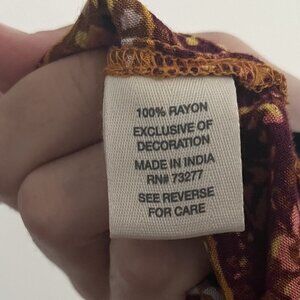 100% RAYON
EXCLUSIVE OF
DECORATION
MADE IN INDIA
RN# 73277
SEE REVERSE
FOR CARE